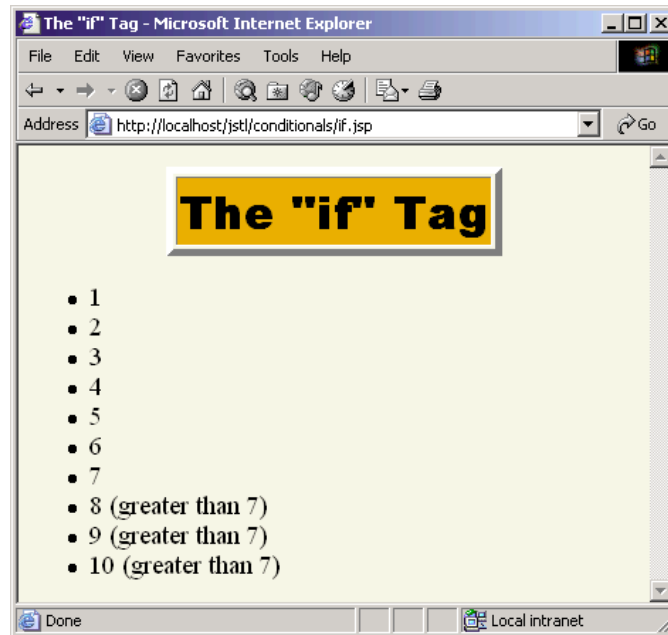 The "if" Tag - Microsoft Internet Explorer
File Edit View Favorites Tools Help
Address http://localhost/jstl/conditionals/if.jsp Go
The "if" Tag
• 1
• 2
• 3
• 4
• 5
• 6
• 7
• 8 (greater than 7)
• 9 (greater than 7)
• 10 (greater than 7)
Done Local intranet